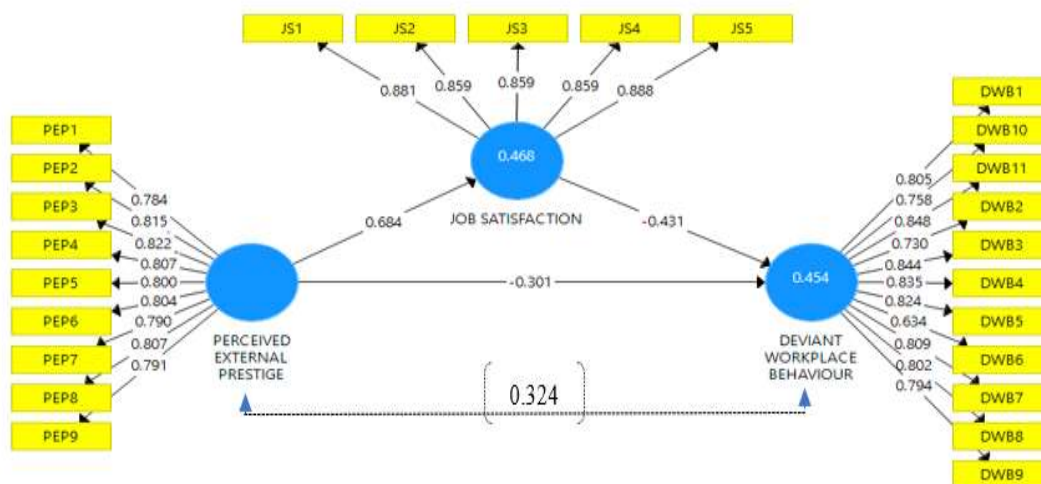 JS1 JS2 JS3 JS4 JS5
0.881 0.859 0.859 0.859 0.888
PEP1
PEP2
PEP3
PEP4
PEP5
PEP6
PEP7
PEP8
PEP9
0.784
0.815
0.822
0.807
0.800
0.804
0.790
0.807
0.791
0.468
JOB SATISFACTION
0.684
-0.431
-0.301
PERCEIVED
EXTERNAL
PRESTIGE
0.454
DEVIANT
WORKPLACE
BEHAVIOUR
0.805
0.758
0.848
0.730
0.844
0.835
0.824
0.634
0.809
0.802
0.794
DWB1
DWB10
DWB11
DWB2
DWB3
DWB4
DWB5
DWB6
DWB7
DWB8
DWB9
0.324